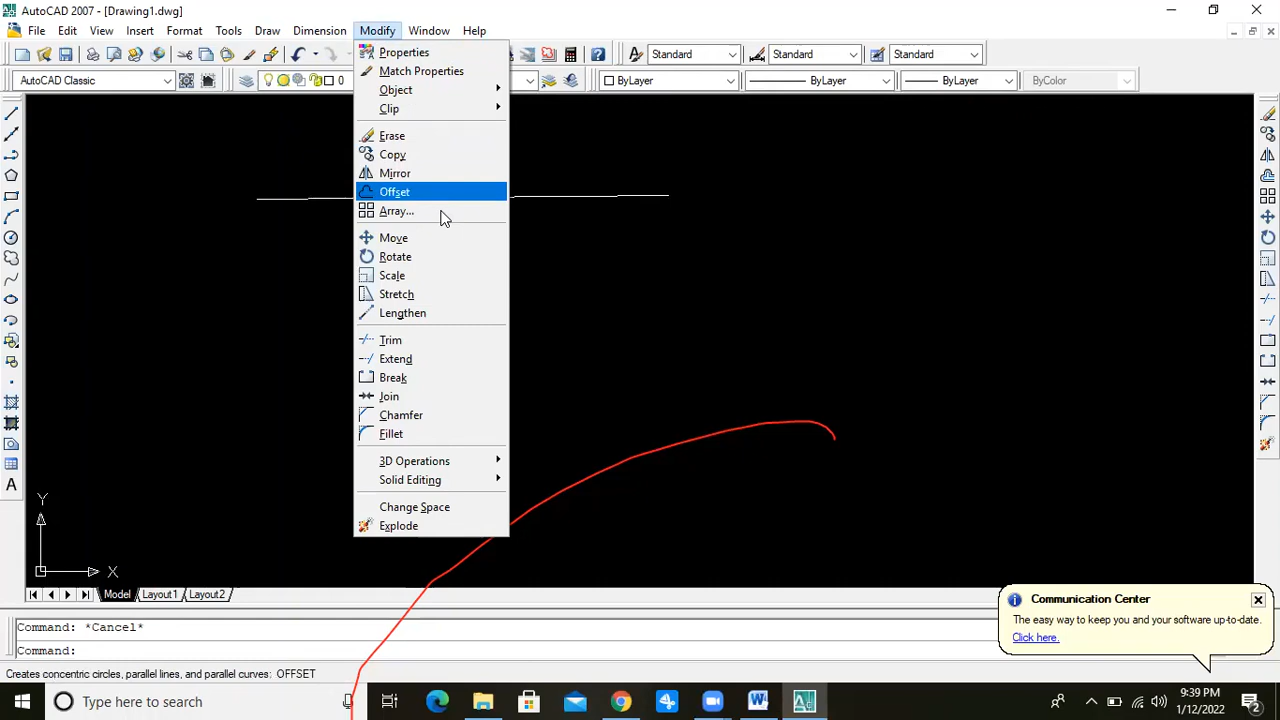 AutoCAD 2007 - [Drawing1.dwg]
File Edit View Insert Format Tools Draw Dimension Modify Window Help
Standard Standard Standard
AutoCAD Classic 0 ByLayer ByLayer ByLayer ByColor
Properties
Match Properties
Object
Clip
Erase
Copy
Mirror
Offset
Array...
Move
Rotate
Scale
Stretch
Lengthen
Trim
Extend
Break
Join
Chamfer
Fillet
3D Operations
Solid Editing
Change Space
Explode
A
Y
X
Model Layout1 Layout2
Communication Center
The easy way to keep you and your software up-to-date.
Click here.
Command: *Cancel*
Command:
Creates concentric circles, parallel lines, and parallel curves: OFFSET
Type here to search
9:39 PM
1/12/2022
2